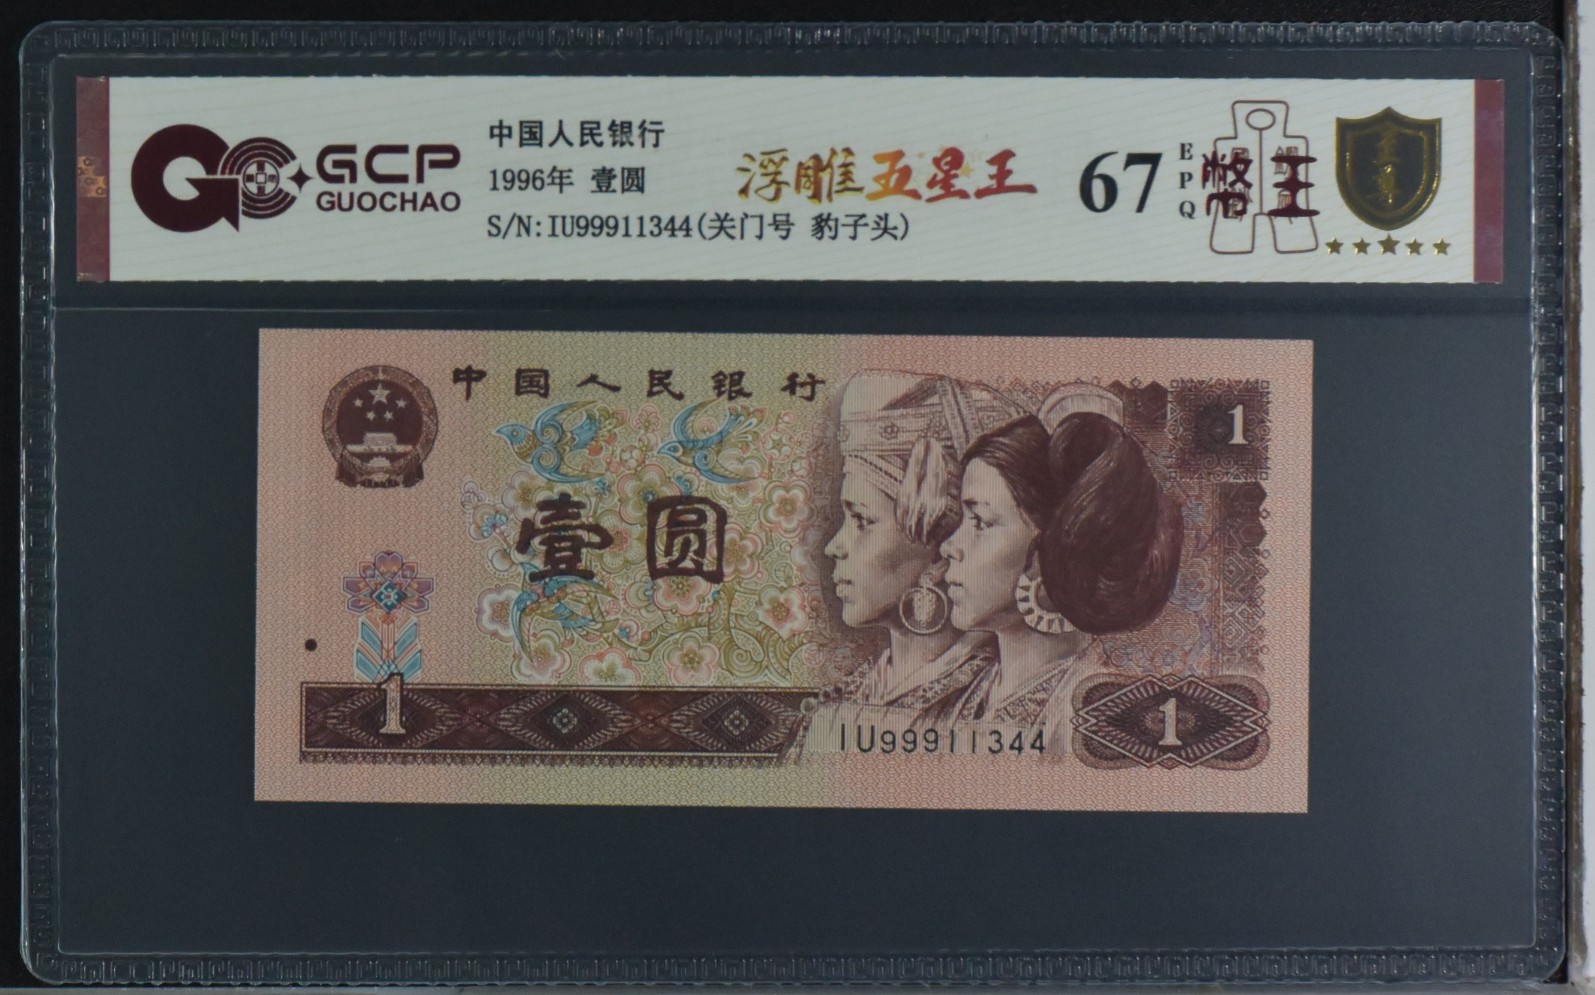 GCP
GUOCHAO
中国人民银行
1996年 壹圆
S/N:IU99911344(关门号 豹子头)
浮雕五星王
67
EPQ
中国人民银行
1
壹圆
1
IU99911344
1